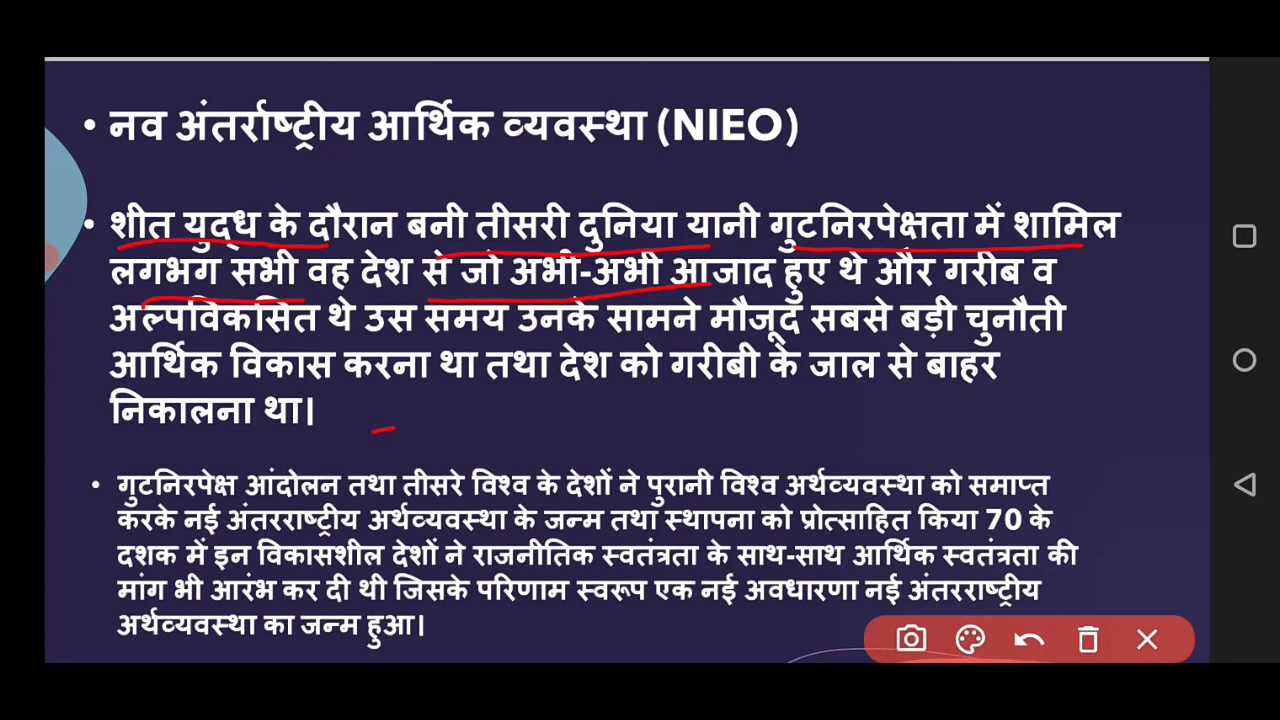 • नव अंतर्राष्ट्रीय आर्थिक व्यवस्था (NIEO)
• शीत युद्ध के दौरान बनी तीसरी दुनिया यानी गुटनिरपेक्षता में शामिल
लगभग सभी वह देश से जो अभी-अभी आजाद हुए थे और गरीब व
अल्पविकसित थे उस समय उनके सामने मौजूद सबसे बड़ी चुनौती
आर्थिक विकास करना था तथा देश को गरीबी के जाल से बाहर
निकालना था।
• गुटनिरपेक्ष आंदोलन तथा तीसरे विश्व के देशों ने पुरानी विश्व अर्थव्यवस्था को समाप्त
करके नई अंतरराष्ट्रीय अर्थव्यवस्था के जन्म तथा स्थापना को प्रोत्साहित किया 70 के
दशक में इन विकासशील देशों ने राजनीतिक स्वतंत्रता के साथ-साथ आर्थिक स्वतंत्रता की
मांग भी आरंभ कर दी थी जिसके परिणाम स्वरूप एक नई अवधारणा नई अंतरराष्ट्रीय
अर्थव्यवस्था का जन्म हुआ।